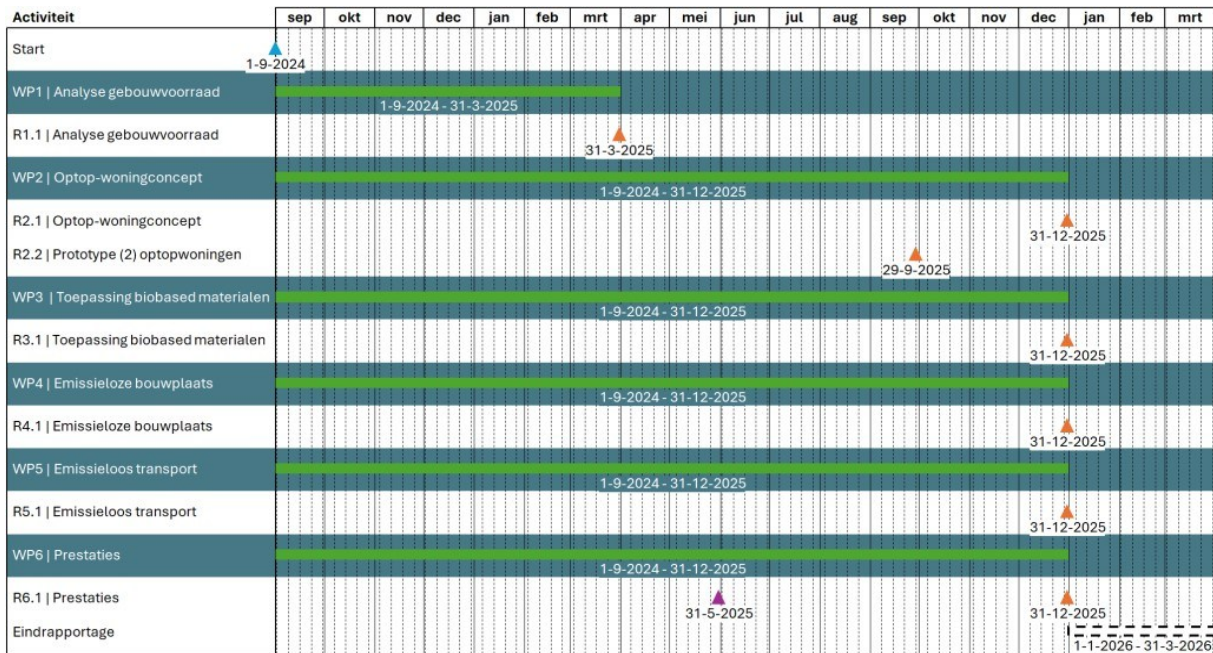 Activiteit sep okt nov dec jan feb mrt apr mei jun jul aug sep okt nov dec jan feb mrt
Start
1-9-2024
WP1 | Analyse gebouwvoorraad
1-9-2024 - 31-3-2025
R1.1 | Analyse gebouwvoorraad
31-3-2025
WP2 | Optop-woningconcept
1-9-2024 - 31-12-2025
R2.1 | Optop-woningconcept
31-12-2025
R2.2 | Prototype (2) optopwoningen
29-9-2025
WP3 | Toepassing biobased materialen
1-9-2024 - 31-12-2025
R3.1 | Toepassing biobased materialen
31-12-2025
WP4 | Emissieloze bouwplaats
1-9-2024 - 31-12-2025
R4.1 | Emissieloze bouwplaats
31-12-2025
WP5 | Emissieloos transport
1-9-2024 - 31-12-2025
R5.1 | Emissieloos transport
31-12-2025
WP6 | Prestaties
1-9-2024 - 31-12-2025
R6.1 | Prestaties
31-5-2025 31-12-2025
Eindrapportage
1-1-2026 - 31-3-2026